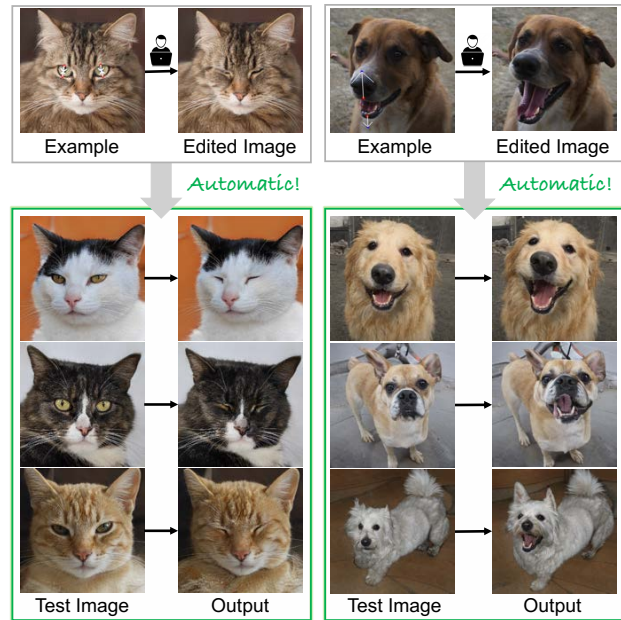 Example
Edited Image
Example
Edited Image
Automatic!
Automatic!
Test Image
Output
Test Image
Output